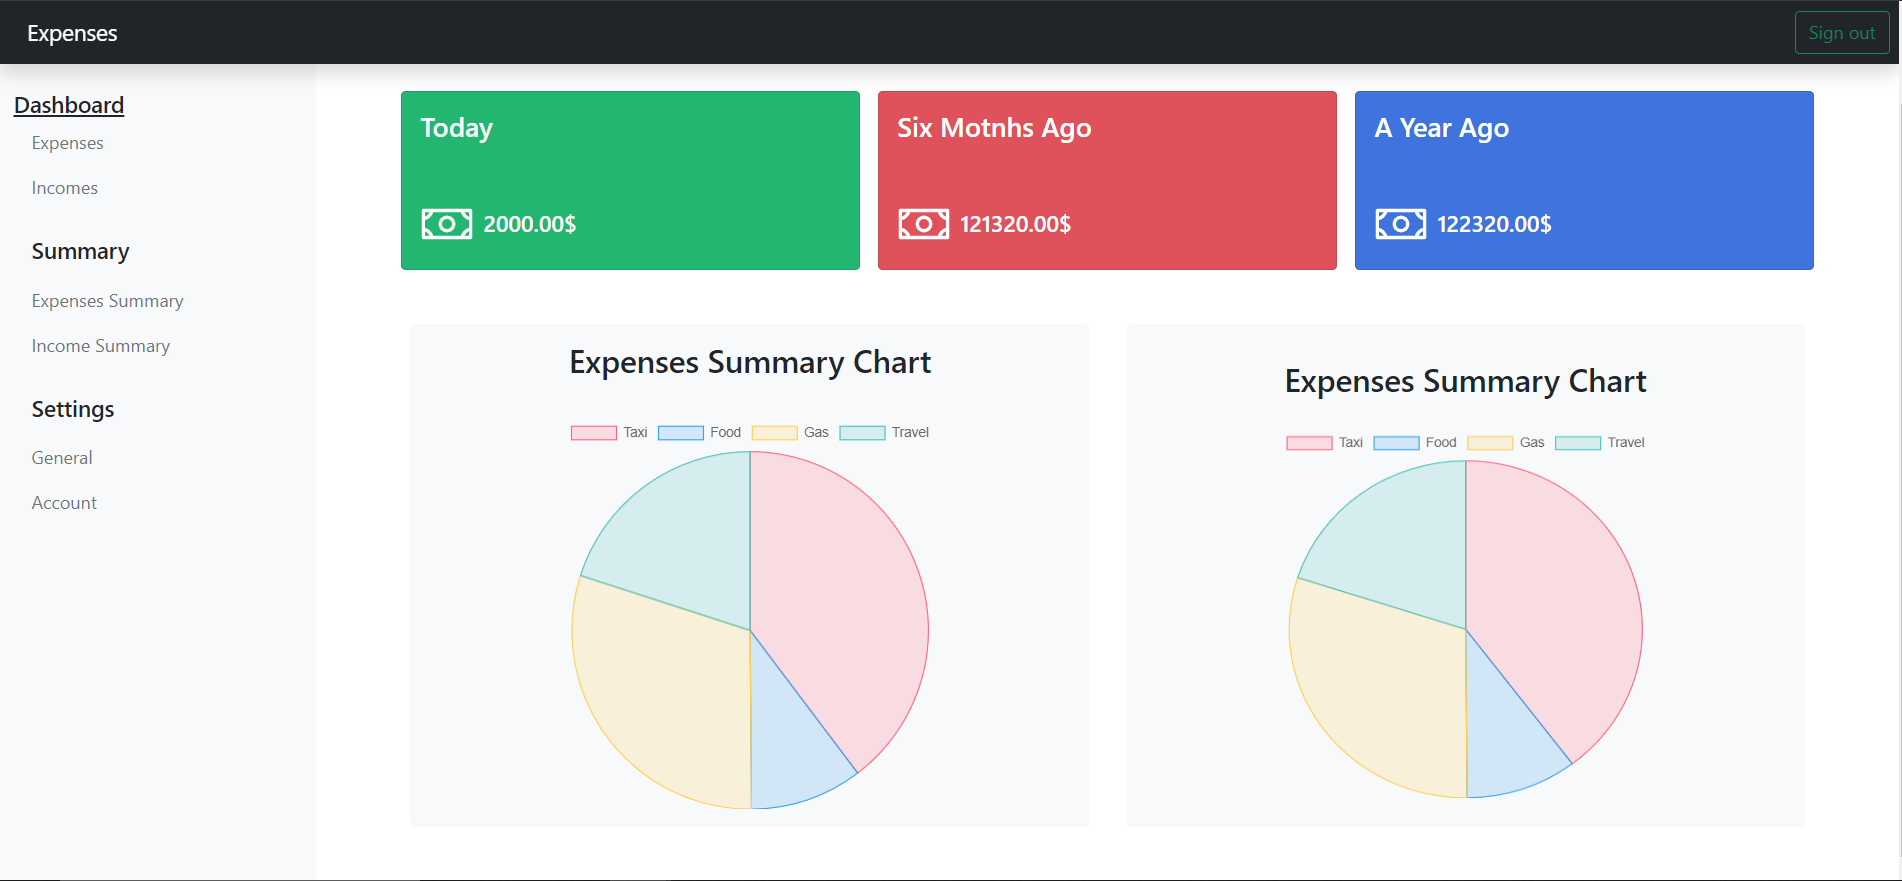 Expenses
Sign out
Dashboard
Expenses
Incomes
Summary
Expenses Summary
Income Summary
Settings
General
Account
Today
2000.00$
Six Motnhs Ago
121320.00$
A Year Ago
122320.00$
Expenses Summary Chart
Taxi Food Gas Travel
Expenses Summary Chart
Taxi Food Gas Travel